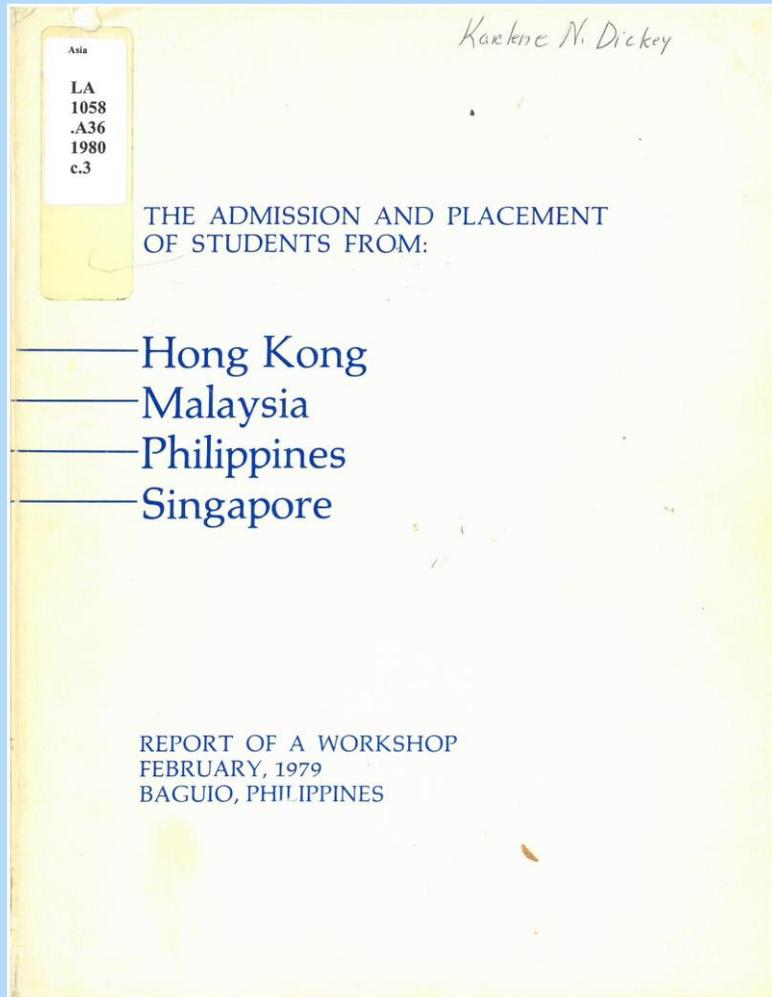 Karlene N. Dickey
Asia
LA
1058
.A36
1980
c.3
THE ADMISSION AND PLACEMENT
OF STUDENTS FROM:
Hong Kong
Malaysia
Philippines
Singapore
REPORT OF A WORKSHOP
FEBRUARY, 1979
BAGUIO, PHILIPPINES